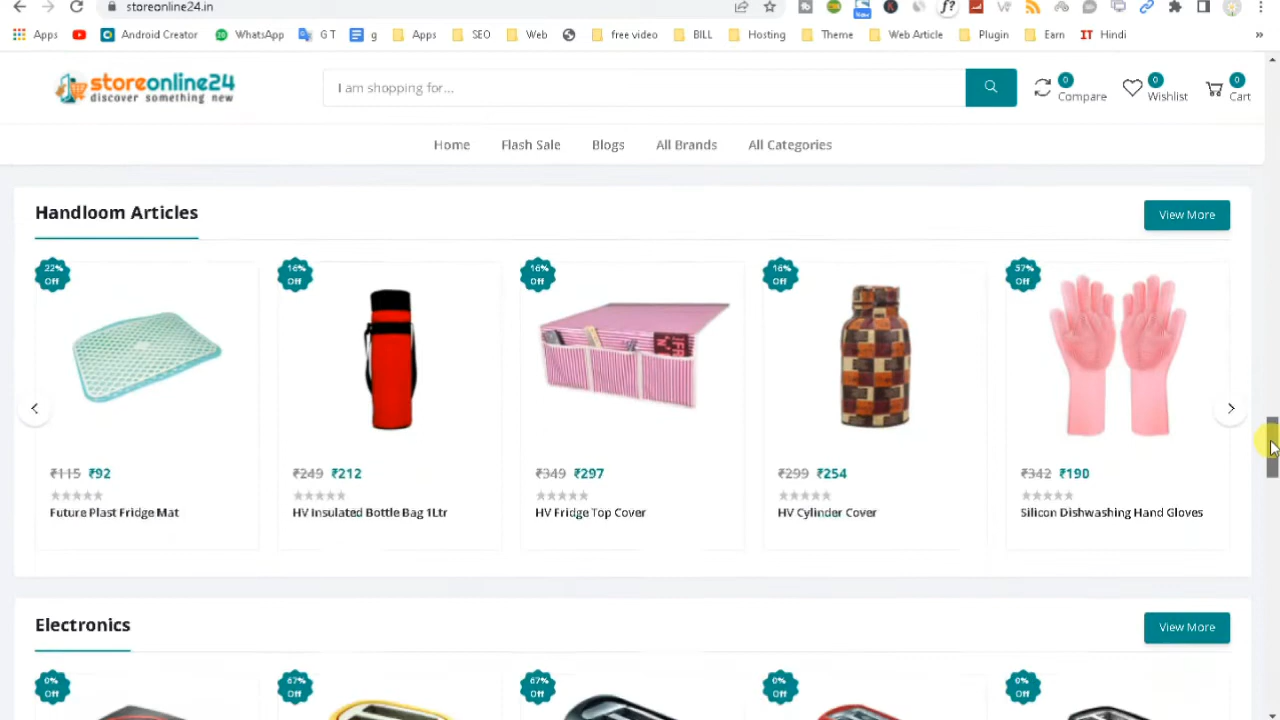 storeonline24.in
Apps Android Creator 20 WhatsApp G T g Apps SEO Web free video BILL Hosting Theme Web Article Plugin Earn IT Hindi »
storeonline24
discover something new
I am shopping for...
0 Compare
0 Wishlist
0 Cart
Home Flash Sale Blogs All Brands All Categories
Handloom Articles
View More
22% Off
16% Off
16% Off
16% Off
37% Off
₹115 ₹92
₹249 ₹212
₹349 ₹297
₹299 ₹254
₹342 ₹190
Future Plast Fridge Mat
HV Insulated Bottle Bag 1Ltr
HV Fridge Top Cover
HV Cylinder Cover
Silicon Dishwashing Hand Gloves
Electronics
View More
0% Off
67% Off
67% Off
0% Off
0% Off